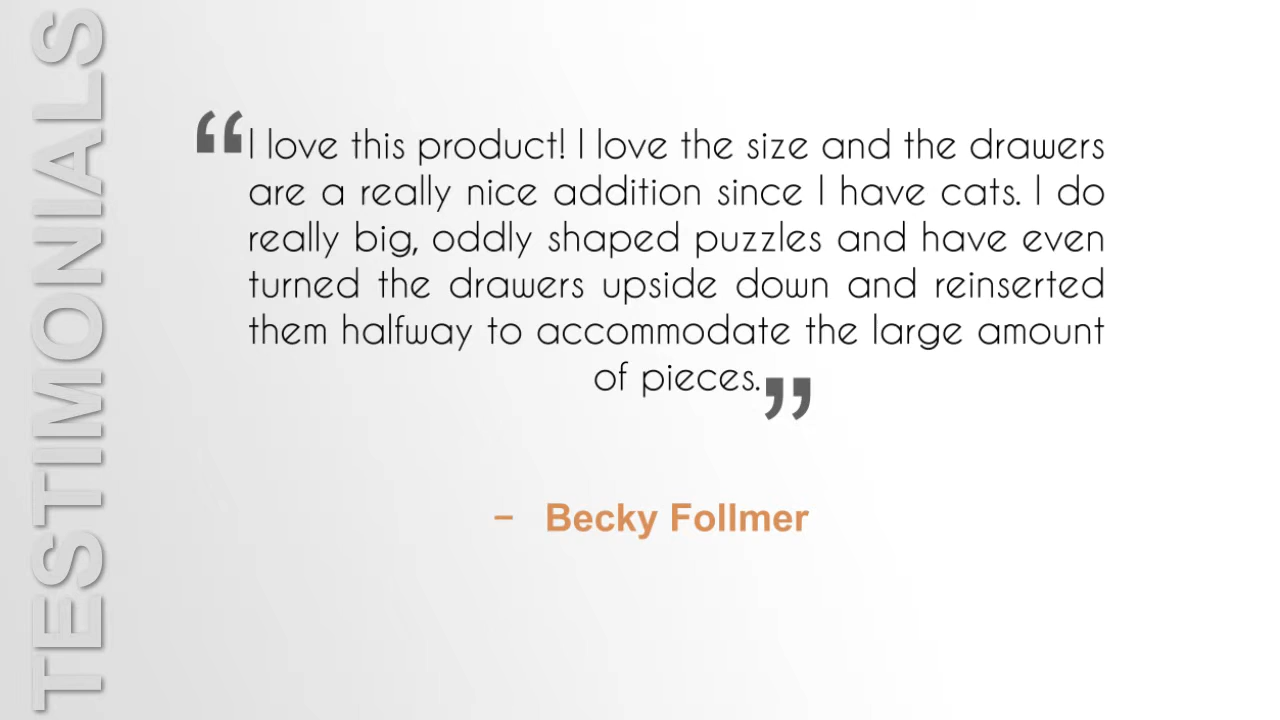 TESTIMONIALS
“I love this product! I love the size and the drawers
are a really nice addition since I have cats. I do
really big, oddly shaped puzzles and have even
turned the drawers upside down and reinserted
them halfway to accommodate the large amount
of pieces.”
– Becky Follmer